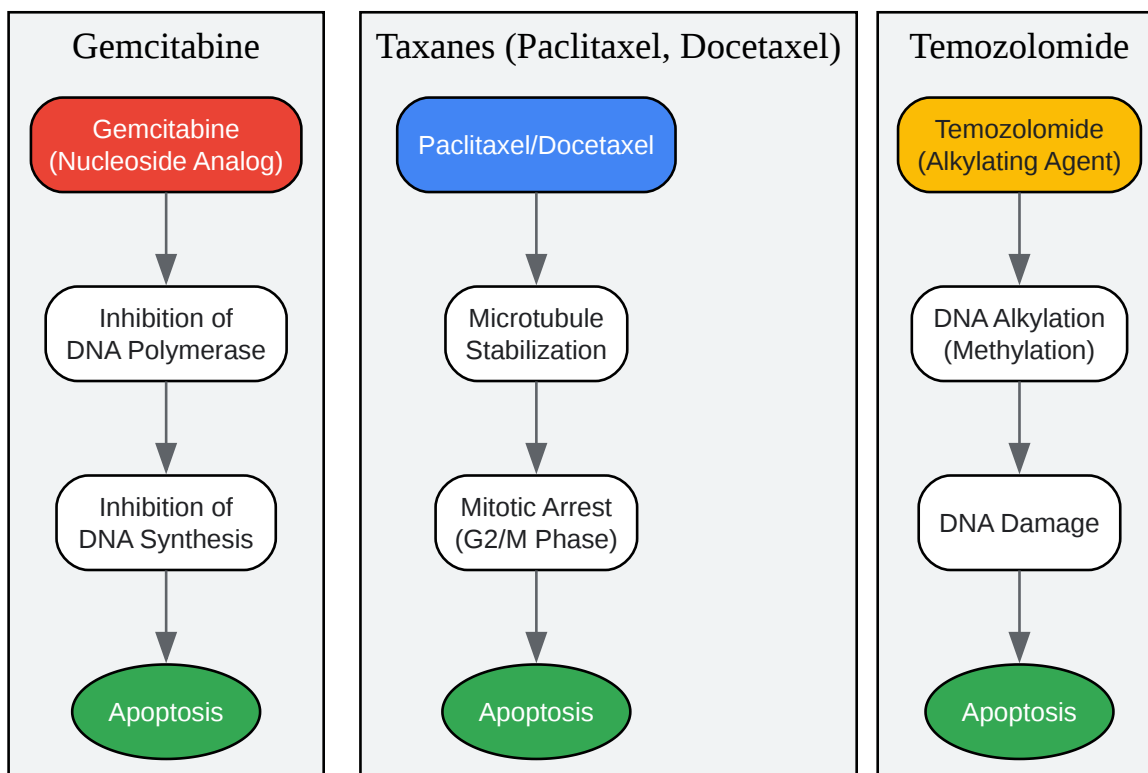 Gemcitabine
Gemcitabine
(Nucleoside Analog)
Inhibition of
DNA Polymerase
Inhibition of
DNA Synthesis
Apoptosis
Taxanes (Paclitaxel, Docetaxel)
Paclitaxel/Docetaxel
Microtubule
Stabilization
Mitotic Arrest
(G2/M Phase)
Apoptosis
Temozolomide
Temozolomide
(Alkylating Agent)
DNA Alkylation
(Methylation)
DNA Damage
Apoptosis